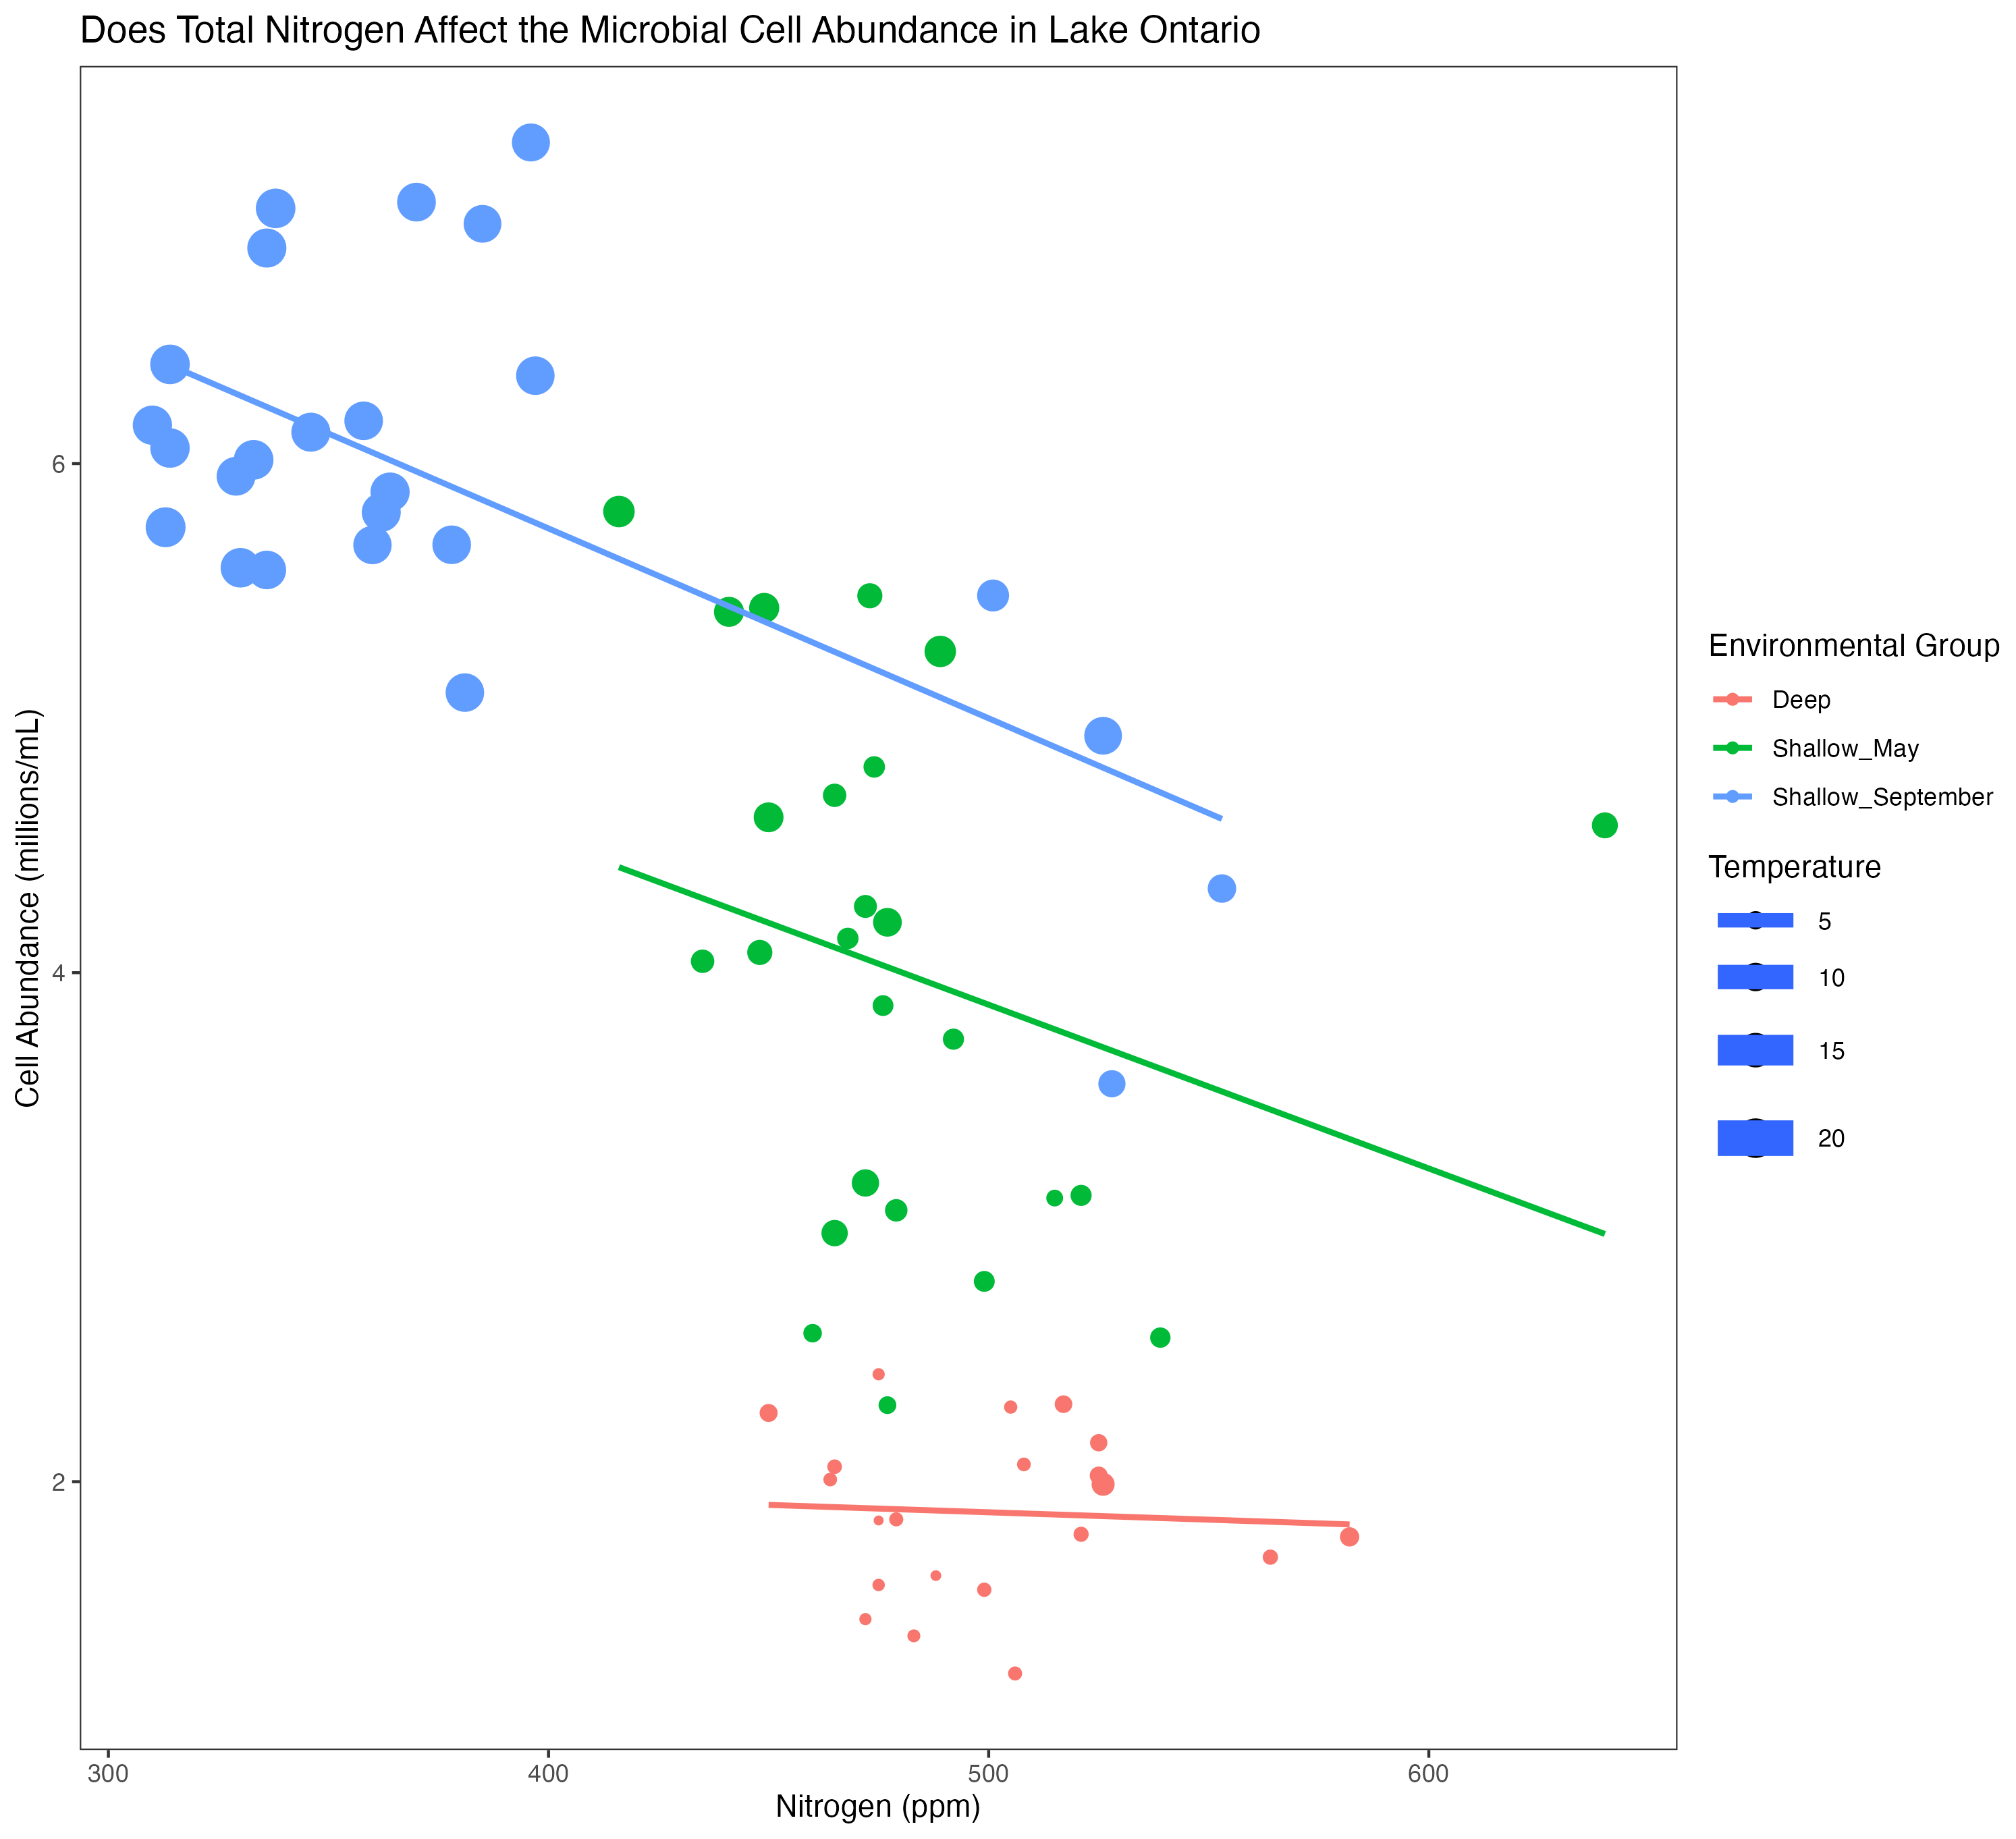 Does Total Nitrogen Affect the Microbial Cell Abundance in Lake Ontario
Cell Abundance (millions/mL)
6
4
2
300
400
500
600
Nitrogen (ppm)
Environmental Group
Deep
Shallow_May
Shallow_September
Temperature
5
10
15
20